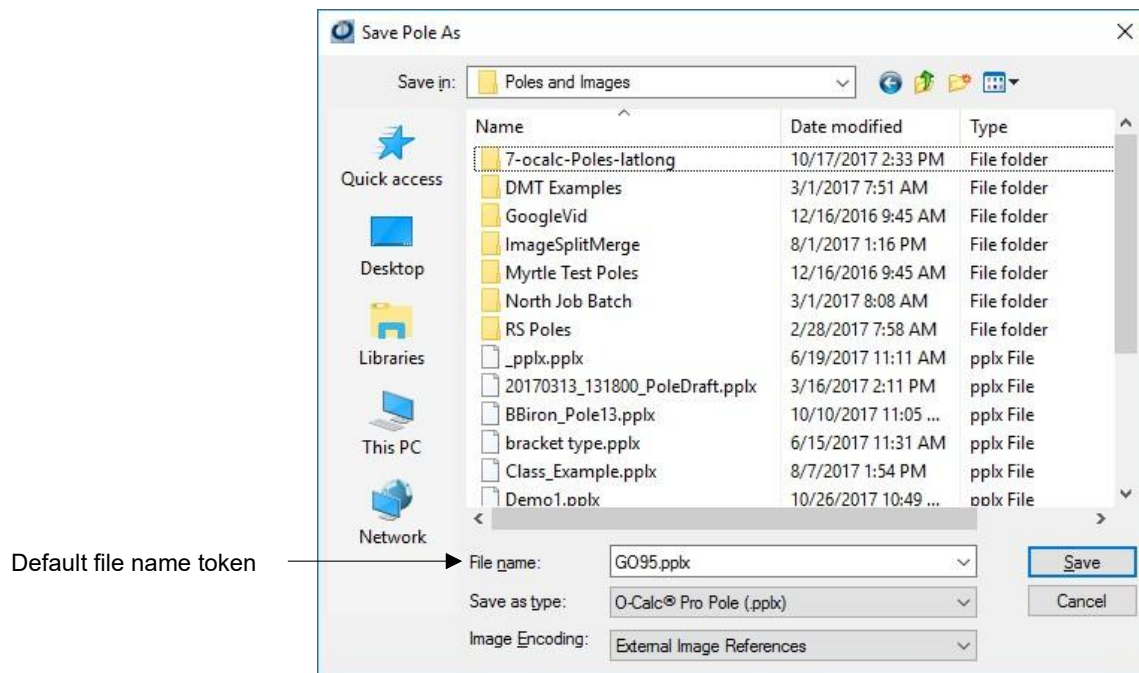 Save Pole As
Save in: Poles and Images
Name Date modified Type
7-ocalc-Poles-latlong 10/17/2017 2:33 PM File folder
DMT Examples 3/1/2017 7:51 AM File folder
GoogleVid 12/16/2016 9:45 AM File folder
ImageSplitMerge 8/1/2017 1:16 PM File folder
Myrtle Test Poles 12/16/2016 9:45 AM File folder
North Job Batch 3/1/2017 8:08 AM File folder
RS Poles 2/28/2017 7:58 AM File folder
_pplx.pplx 6/19/2017 11:11 AM pplx File
20170313_131800_PoleDraft.pplx 3/16/2017 2:11 PM pplx File
BBiron_Pole13.pplx 10/10/2017 11:05 ... pplx File
bracket type.pplx 6/15/2017 11:31 AM pplx File
Class_Example.pplx 8/7/2017 1:54 PM pplx File
Demo1.pplx 10/26/2017 10:49 ... pplx File
Quick access
Desktop
Libraries
This PC
Network
Default file name token
File name: GO95.pplx Save
Save as type: O-Calc® Pro Pole (.pplx) Cancel
Image Encoding: External Image References